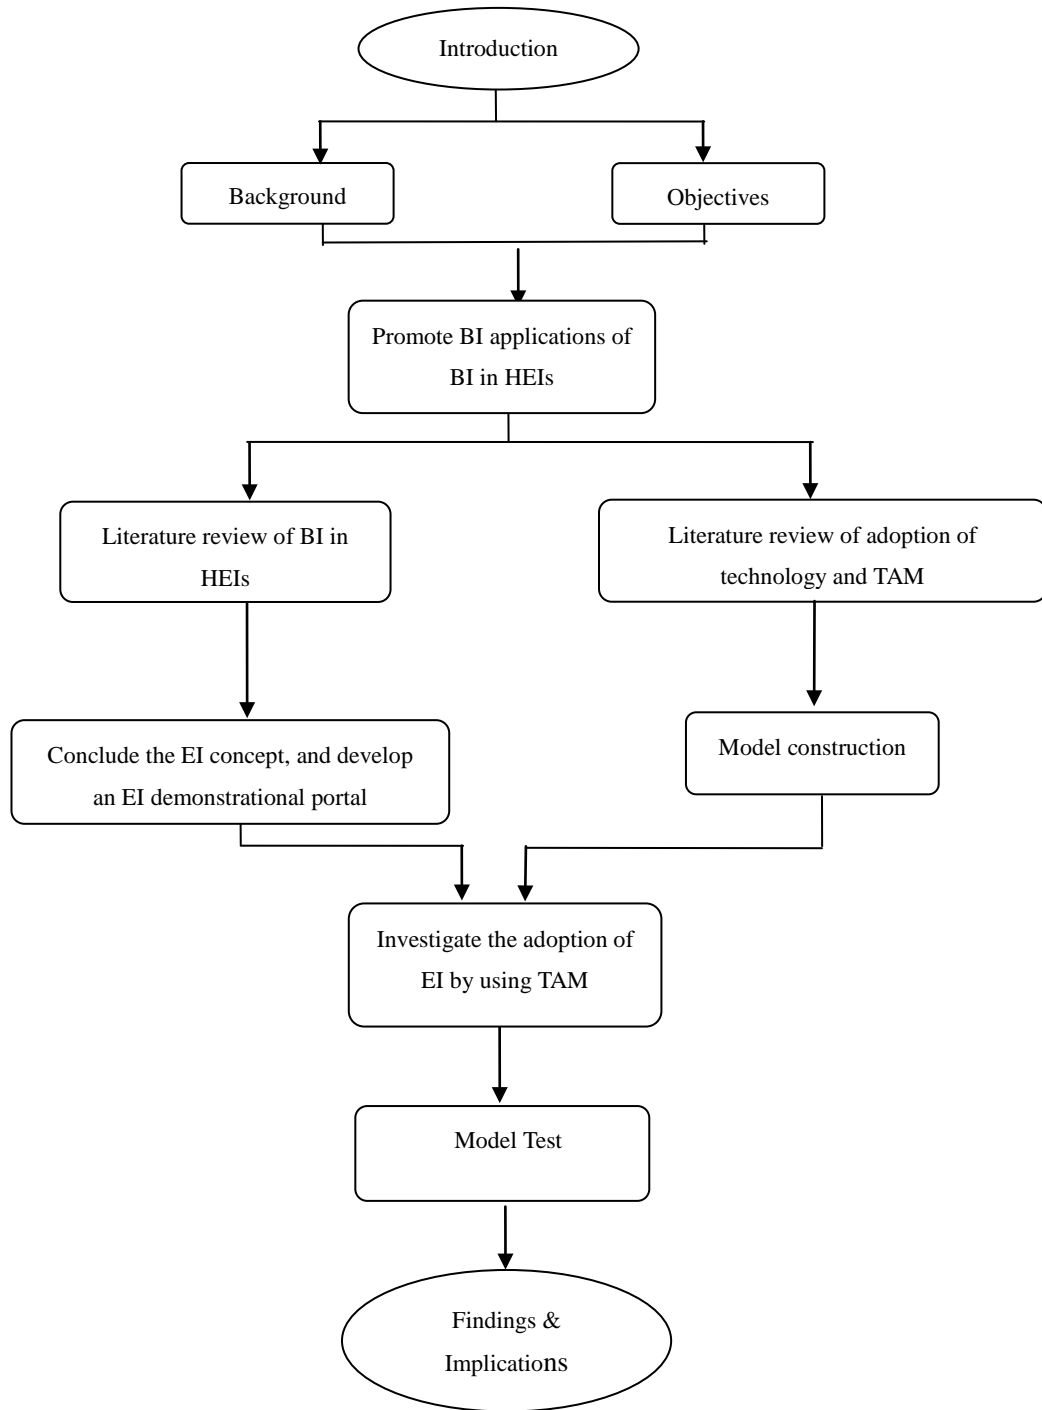 Introduction
Background
Objectives
Promote BI applications of
BI in HEIs
Literature review of BI in
HEIs
Literature review of adoption of
technology and TAM
Conclude the EI concept, and develop
an EI demonstrational portal
Model construction
Investigate the adoption of
EI by using TAM
Model Test
Findings &
Implications